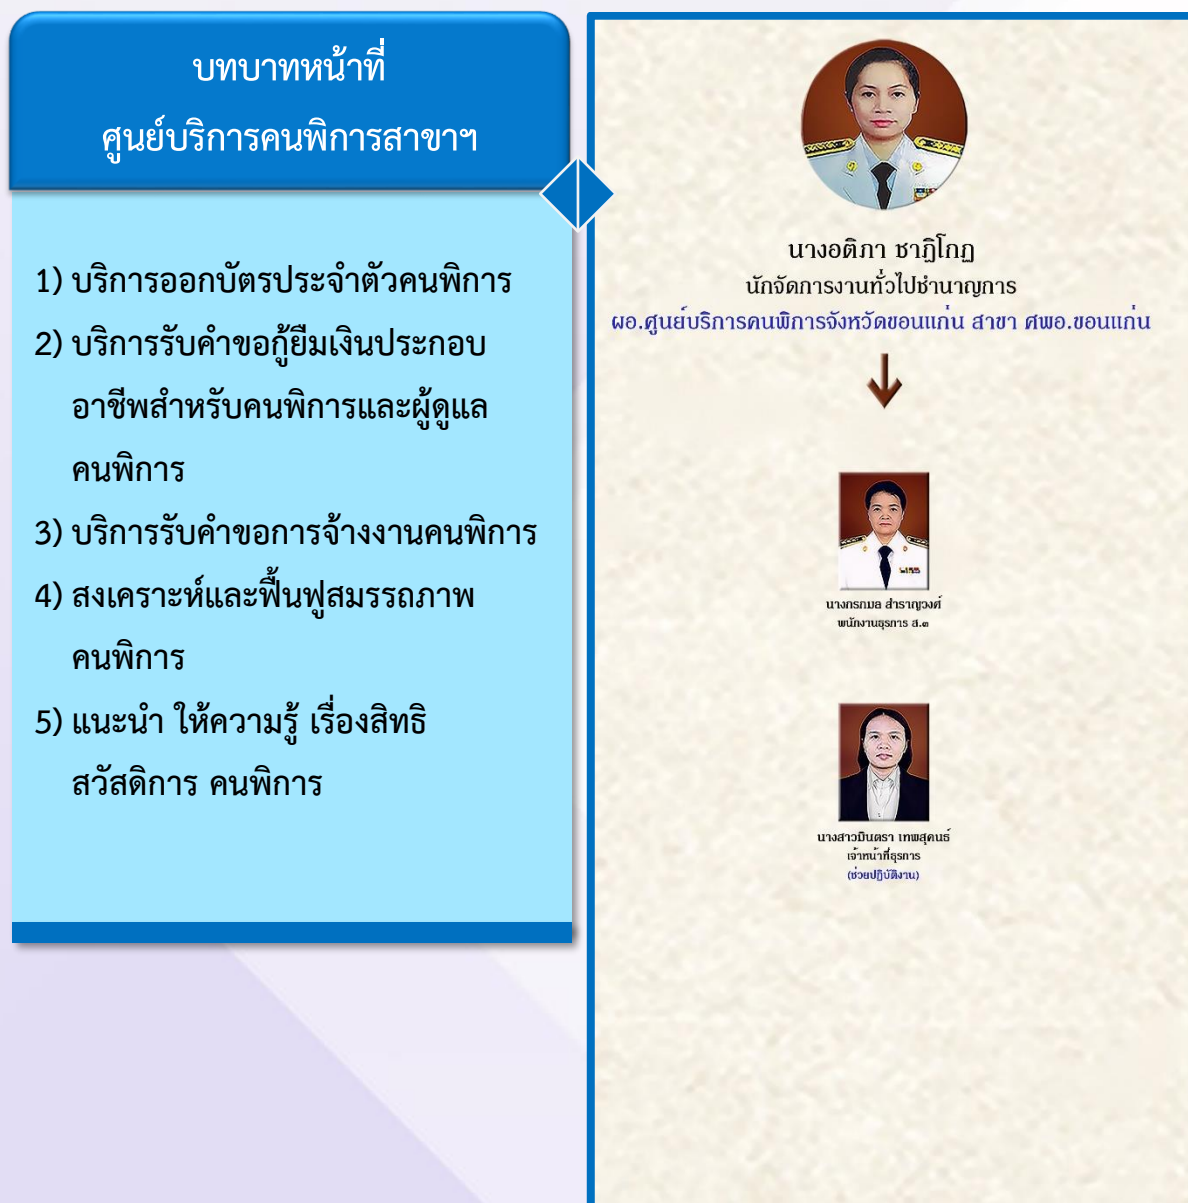 บทบาทหน้าที่
ศูนย์บริการคนพิการสาขาฯ
1) บริการออกบัตรประจำตัวคนพิการ
2) บริการรับคำขอกู้ยืมเงินประกอบ
อาชีพสำหรับคนพิการและผู้ดูแล
คนพิการ
3) บริการรับคำขอการจ้างงานคนพิการ
4) สงเคราะห์และฟื้นฟูสมรรถภาพ
คนพิการ
5) แนะนำ ให้ความรู้ เรื่องสิทธิ
สวัสดิการ คนพิการ
นางอติภา ชาฎิโกฏ
นักจัดการงานทั่วไปชำนาญการ
ผอ.ศูนย์บริการคนพิการจังหวัดขอนแก่น สาขา ศพอ.ขอนแก่น
นางกรกมล สำราญวงศ์
พนักงานธุรการ ส.๓
นางสาวมินตรา เทพสุคนธ์
เจ้าหน้าที่ธุรการ
(ช่วยปฏิบัติงาน)